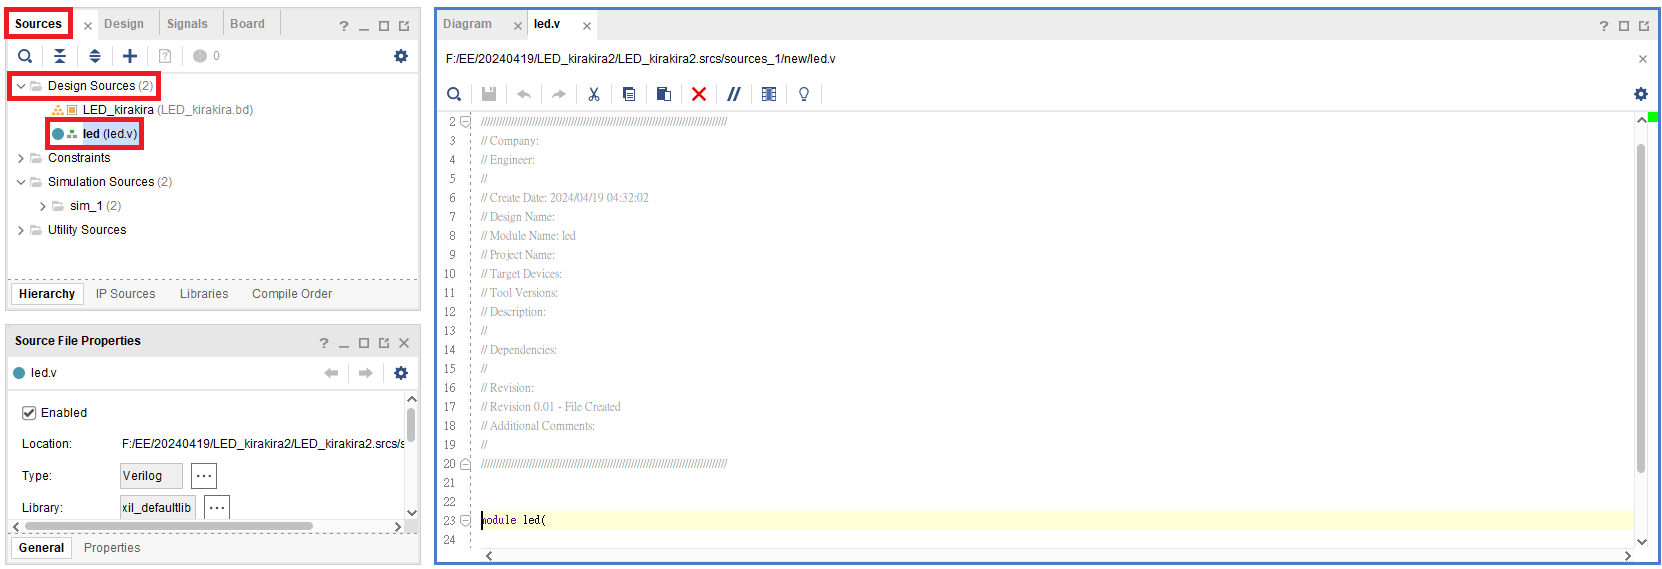 Sources
Design
Signals
Board
0
Design Sources (2)
LED_kirakira (LED_kirakira.bd)
led (led.v)
Constraints
Simulation Sources (2)
sim_1 (2)
Utility Sources
Hierarchy
IP Sources
Libraries
Compile Order
Source File Properties
led.v
Enabled
Location:
F:/EE/20240419/LED_kirakira2/LED_kirakira2.srcs/s
Type:
Verilog
...
Library:
xil_defaultlib
...
General
Properties
Diagram
led.v
F:/EE/20240419/LED_kirakira2/LED_kirakira2.srcs/sources_1/new/led.v
2 //////////////////////////////////////////////////////////////////////////////////
3 // Company:
4 // Engineer:
5 //
6 // Create Date: 2024/04/19 04:32:02
7 // Design Name:
8 // Module Name: led
9 // Project Name:
10 // Target Devices:
11 // Tool Versions:
12 // Description:
13 //
14 // Dependencies:
15 //
16 // Revision:
17 // Revision 0.01 - File Created
18 // Additional Comments:
19 //
20 //////////////////////////////////////////////////////////////////////////////////
21
22
23 module led(
24